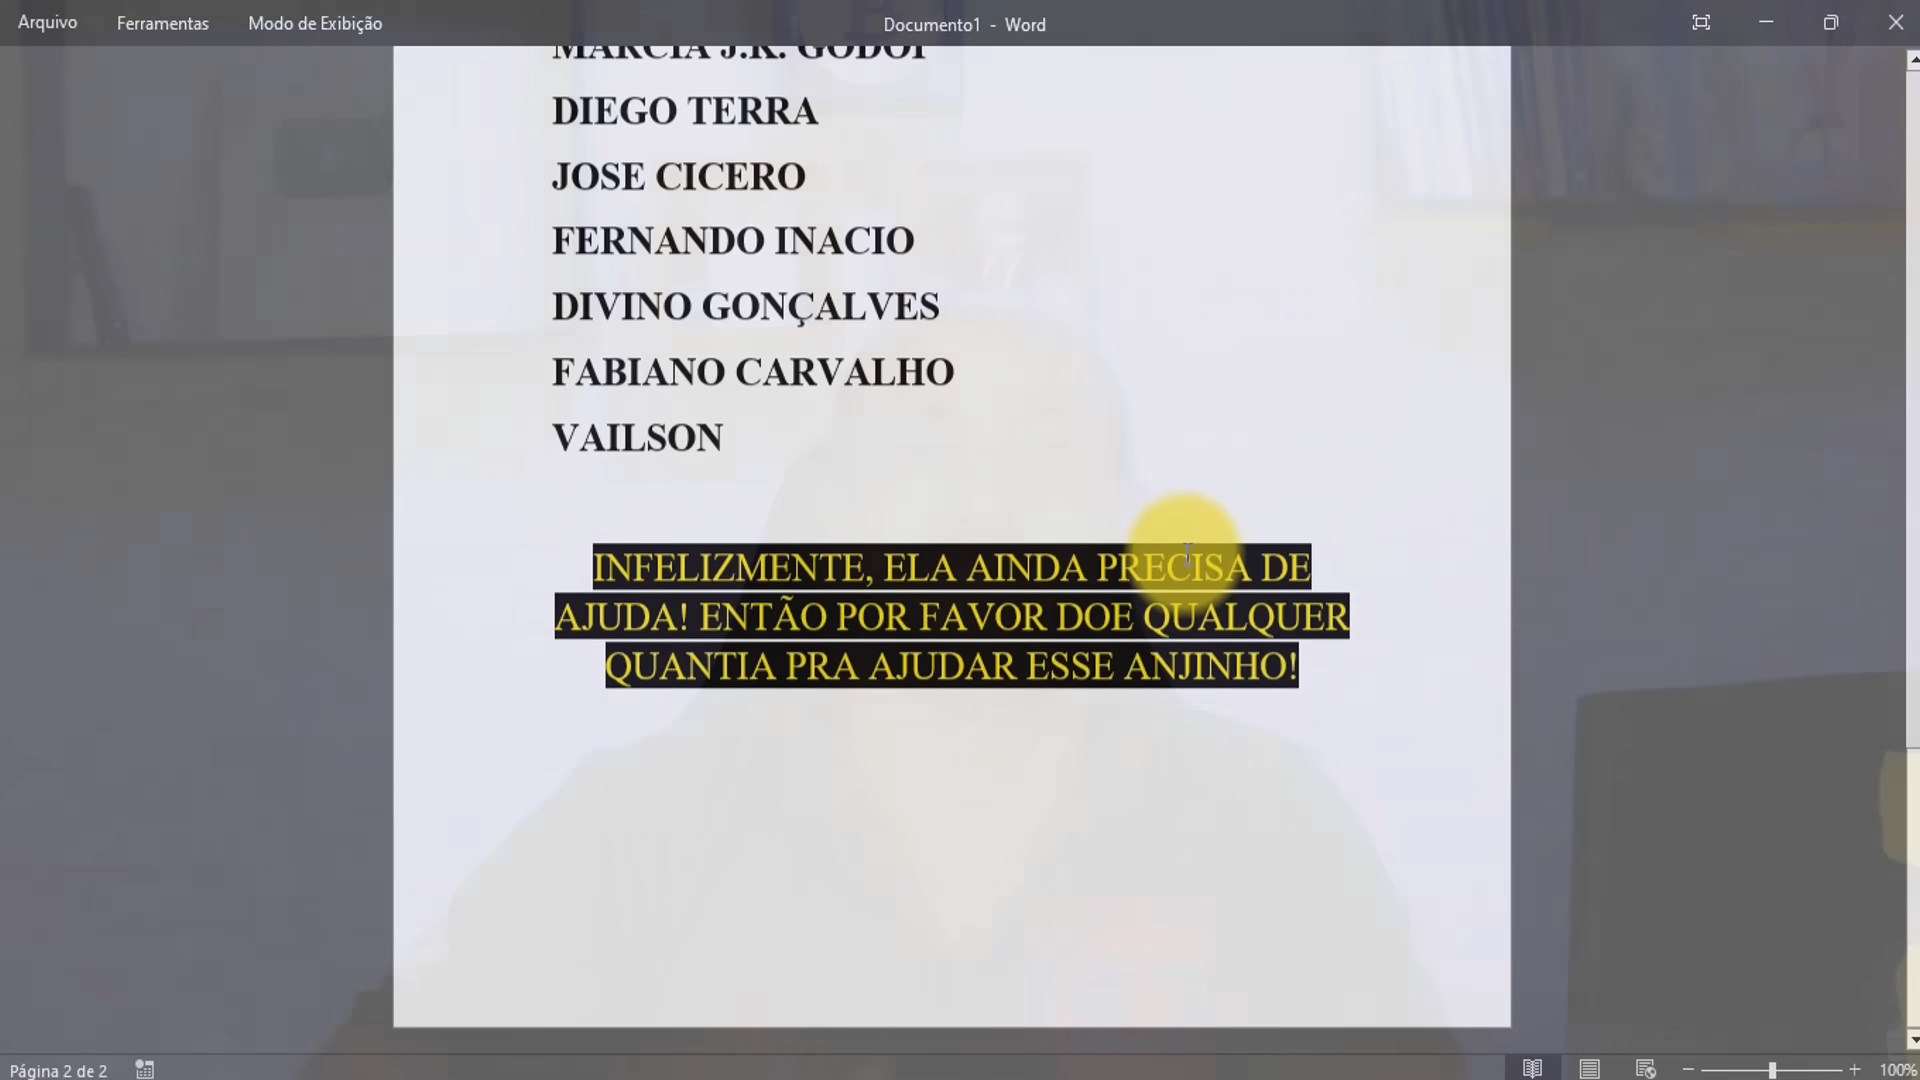 Arquivo Ferramentas Modo de Exibição Documento1 - Word
MARCIA J.R. GODOI
DIEGO TERRA
JOSE CICERO
FERNANDO INACIO
DIVINO GONÇALVES
FABIANO CARVALHO
VAILSON
INFELIZMENTE, ELA AINDA PRECISA DE
AJUDA! ENTÃO POR FAVOR DOE QUALQUER
QUANTIA PRA AJUDAR ESSE ANJINHO!
Página 2 de 2 100%